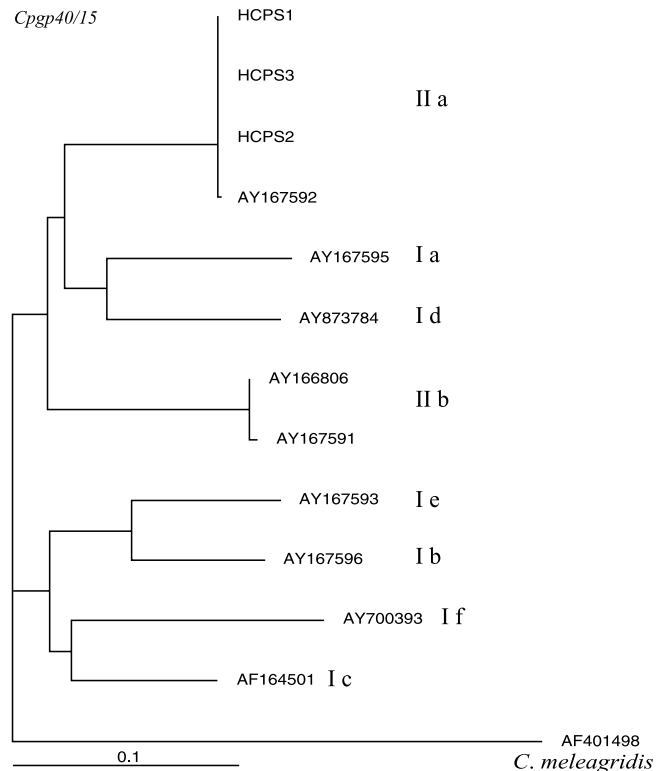 Cpgp40/15
HCPS1
HCPS3
II a
HCPS2
AY167592
AY167595 I a
AY873784 I d
AY166806
II b
AY167591
AY167593 I e
AY167596 I b
AY700393 I f
AF164501 I c
AF401498
0.1
C. meleagridis